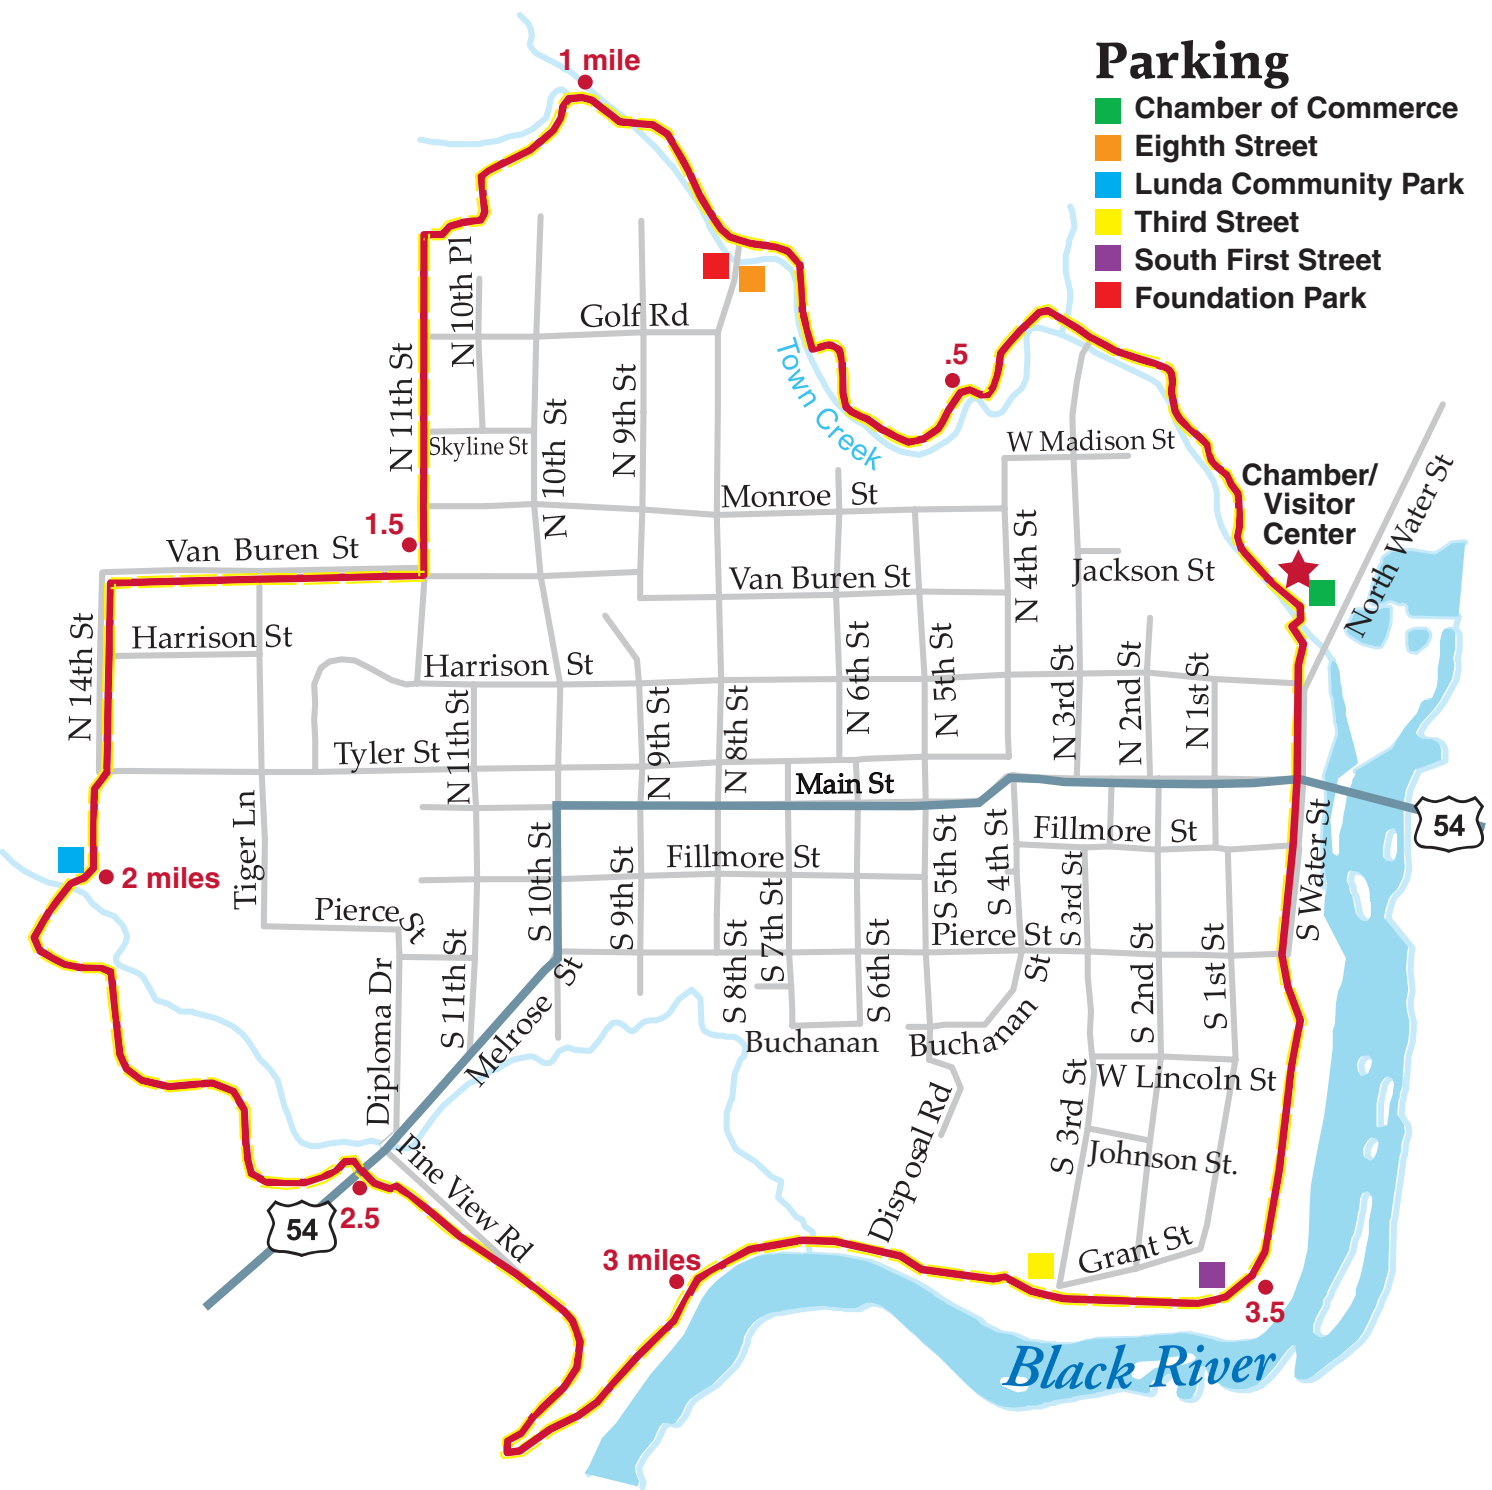 1 mile
Parking
Chamber of Commerce
Eighth Street
Lunda Community Park
Third Street
South First Street
Foundation Park
N 10th Pl
Golf Rd
N 11th St
Skyline St
N 10th St
N 9th St
Town Creek
.5
W Madison St
Monroe St
Chamber/
Visitor
Center
North Water St
1.5
Van Buren St
Van Buren St
N 4th St
Jackson St
N 14th St
Harrison St
Harrison St
N 11th St
N 9th St
N 8th St
N 6th St
N 5th St
N 3rd St
N 2nd St
N 1st St
Tyler St
Main St
54
Tiger Ln
2 miles
S 10th St
S 9th St
Fillmore St
S 5th St
S 4th St
Fillmore St
S 3rd St
S Water St
Pierce St
S 11th St
S 8th St
S 7th St
S 6th St
Pierce St
S 2nd St
S 1st St
Diploma Dr
Melrose St
Buchanan
Buchanan St
W Lincoln St
S 3rd St
Johnson St.
Disposal Rd
Pine View Rd
54
2.5
3 miles
Grant St
3.5
Black River